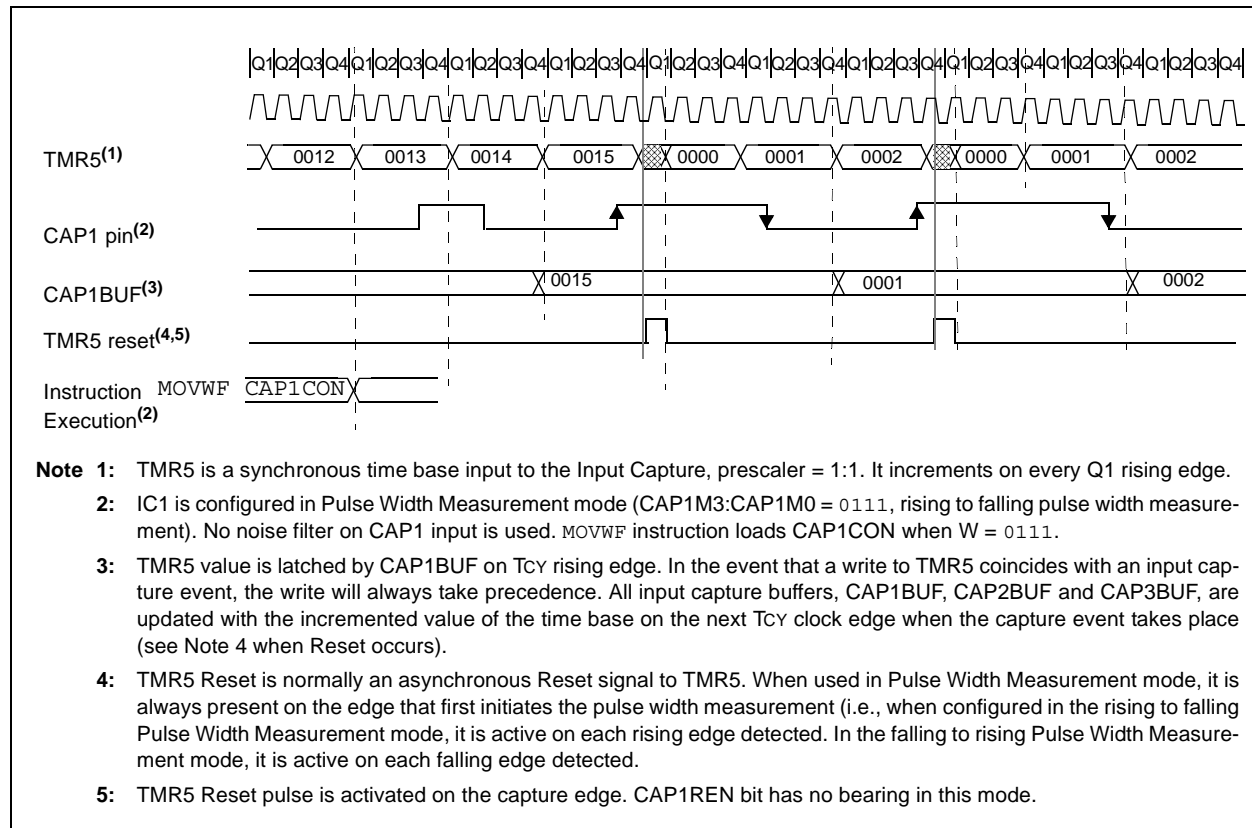 Q1 Q2 Q3 Q4 Q1 Q2 Q3 Q4 Q1 Q2 Q3 Q4 Q1 Q2 Q3 Q4 Q1 Q2 Q3 Q4 Q1 Q2 Q3 Q4 Q1 Q2 Q3 Q4 Q1 Q2 Q3 Q4 Q1 Q2 Q3 Q4 Q1 Q2 Q3 Q4
TMR5(1) 0012 0013 0014 0015 0000 0001 0002 0000 0001 0002
CAP1 pin(2)
CAP1BUF(3) 0015 0001 0002
TMR5 reset(4,5)
Instruction MOVWF CAP1CON
Execution(2)
Note 1: TMR5 is a synchronous time base input to the Input Capture, prescaler = 1:1. It increments on every Q1 rising edge.
2: IC1 is configured in Pulse Width Measurement mode (CAP1M3:CAP1M0 = 0111, rising to falling pulse width measure-
ment). No noise filter on CAP1 input is used. MOVWF instruction loads CAP1CON when W = 0111.
3: TMR5 value is latched by CAP1BUF on TCY rising edge. In the event that a write to TMR5 coincides with an input cap-
ture event, the write will always take precedence. All input capture buffers, CAP1BUF, CAP2BUF and CAP3BUF, are
updated with the incremented value of the time base on the next TCY clock edge when the capture event takes place
(see Note 4 when Reset occurs).
4: TMR5 Reset is normally an asynchronous Reset signal to TMR5. When used in Pulse Width Measurement mode, it is
always present on the edge that first initiates the pulse width measurement (i.e., when configured in the rising to falling
Pulse Width Measurement mode, it is active on each rising edge detected. In the falling to rising Pulse Width Measure-
ment mode, it is active on each falling edge detected.
5: TMR5 Reset pulse is activated on the capture edge. CAP1REN bit has no bearing in this mode.